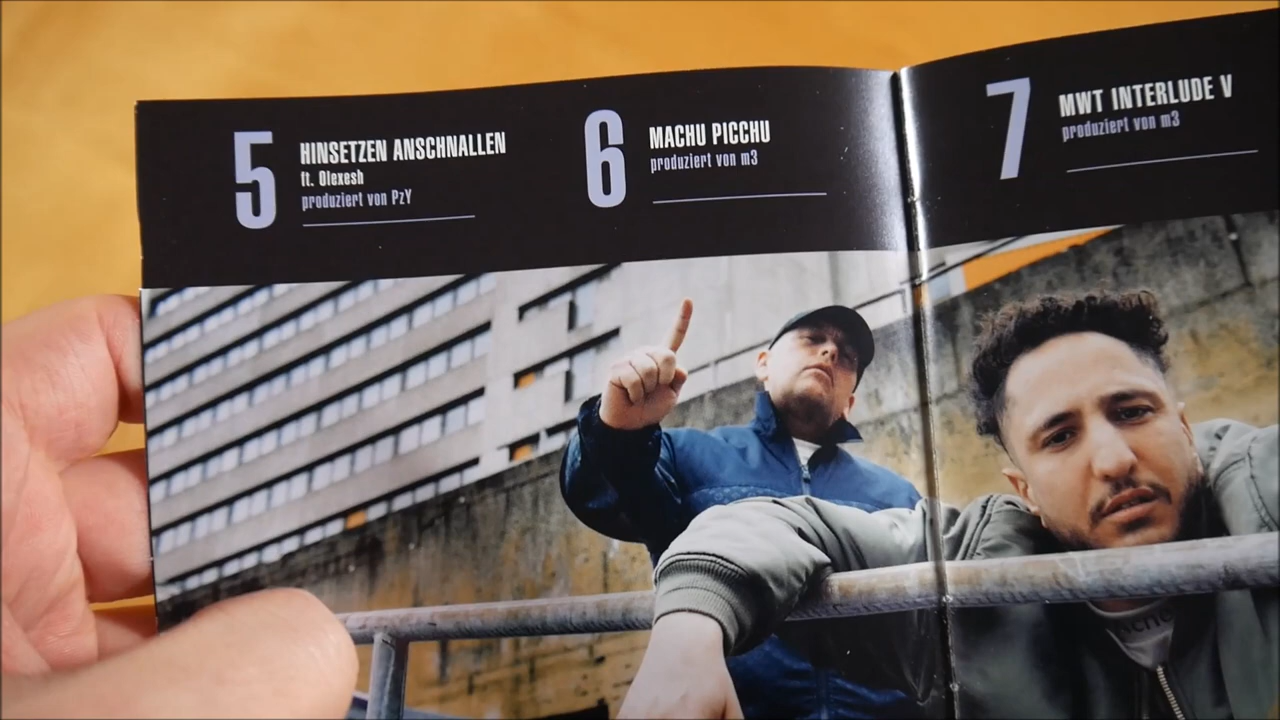 5
HINSETZEN ANSCHNALLEN
ft. Olexesh
produziert von PzY
6
MACHU PICCHU
produziert von m3
7
MWT INTERLUDE V
produziert von m3